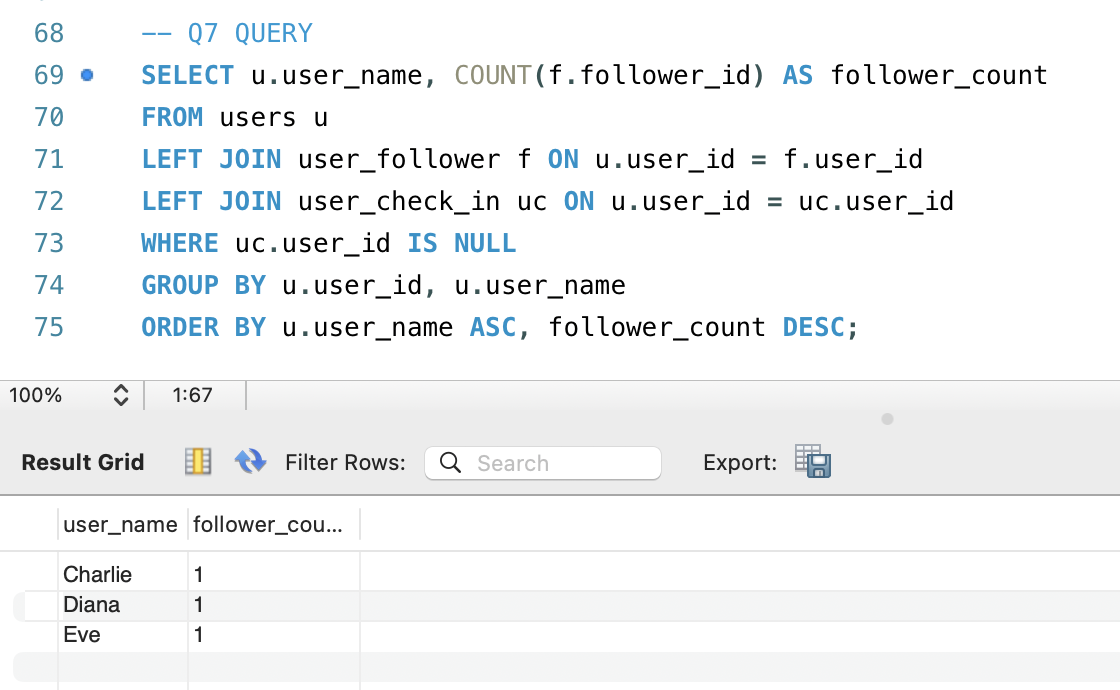 68 -- Q7 QUERY
69 SELECT u.user_name, COUNT(f.follower_id) AS follower_count
70 FROM users u
71 LEFT JOIN user_follower f ON u.user_id = f.user_id
72 LEFT JOIN user_check_in uc ON u.user_id = uc.user_id
73 WHERE uc.user_id IS NULL
74 GROUP BY u.user_id, u.user_name
75 ORDER BY u.user_name ASC, follower_count DESC;
100% 1:67
Result Grid Filter Rows: Search Export:
user_name follower_cou...
Charlie 1
Diana 1
Eve 1